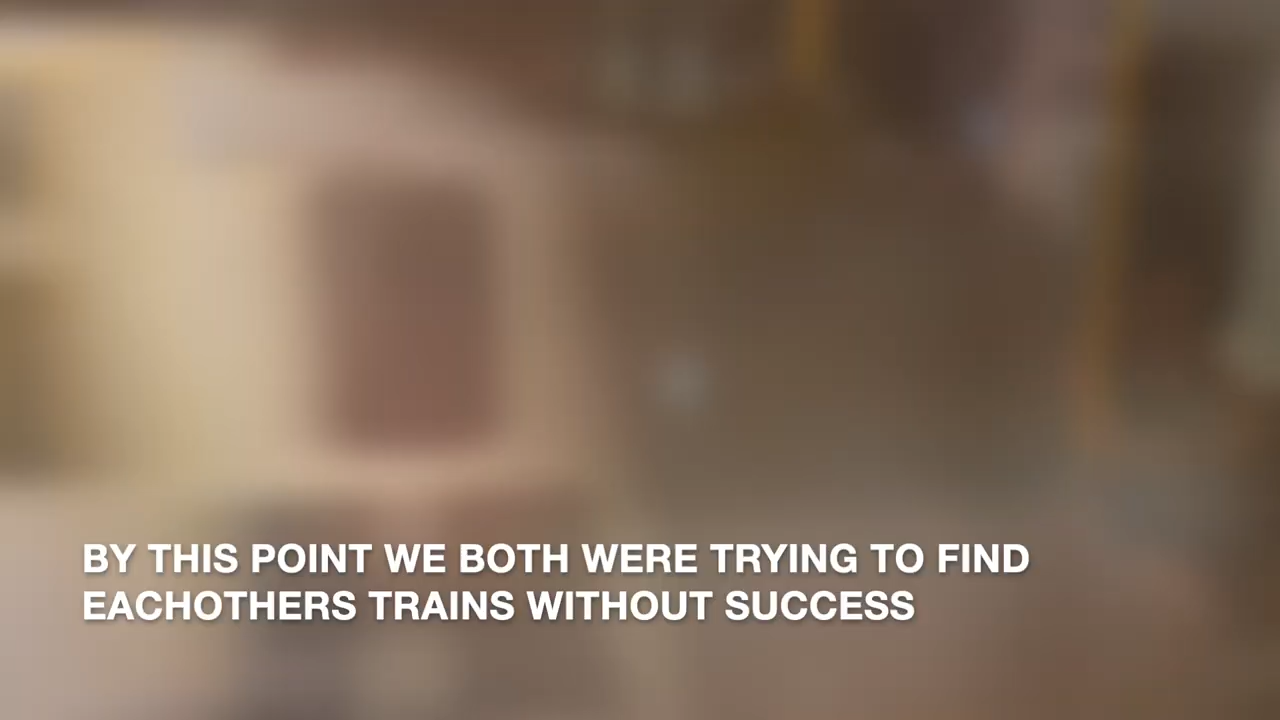 BY THIS POINT WE BOTH WERE TRYING TO FIND
EACHOTHERS TRAINS WITHOUT SUCCESS